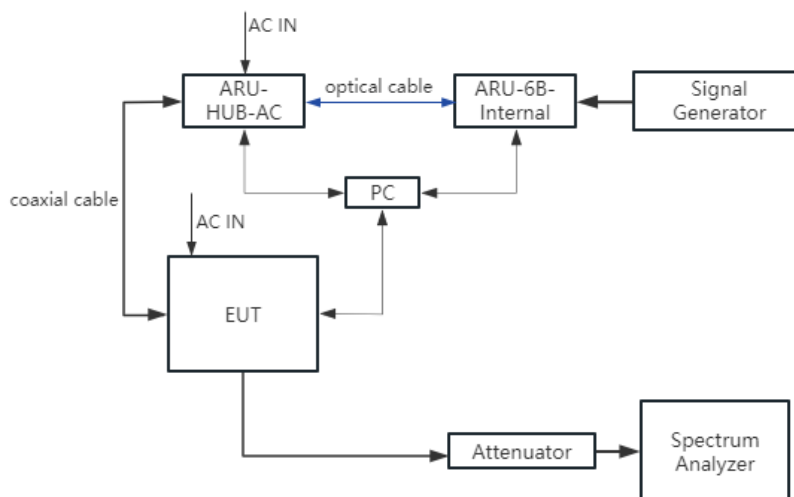 AC IN
ARU-
HUB-AC
optical cable
ARU-6B-
Internal
Signal
Generator
PC
coaxial cable
AC IN
EUT
Attenuator
Spectrum
Analyzer